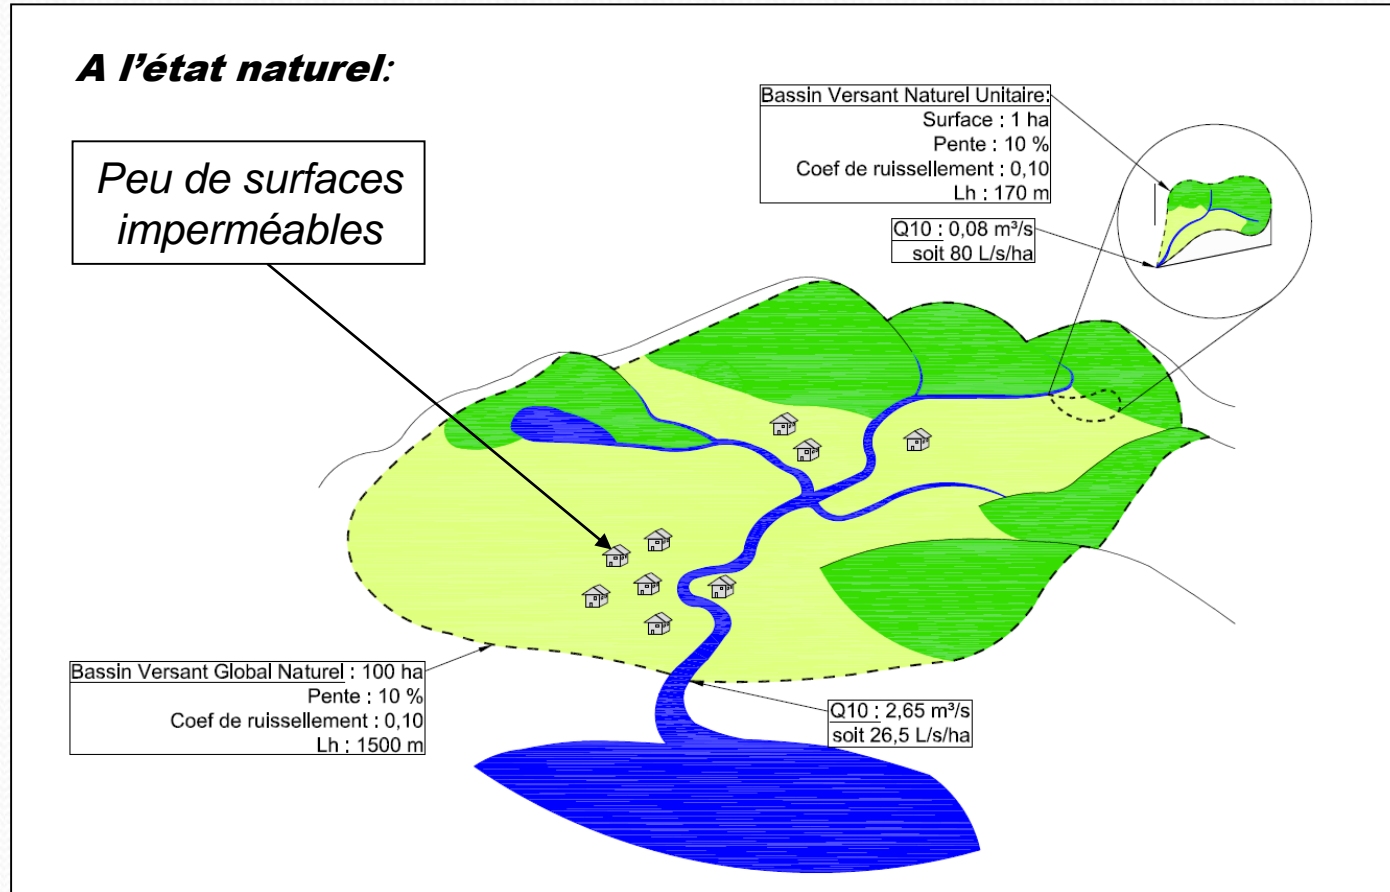 A l'état naturel:
Peu de surfaces
imperméables
Bassin Versant Naturel Unitaire:
Surface : 1 ha
Pente : 10 %
Coef de ruissellement : 0,10
Lh : 170 m
Q10 : 0,08 m³/s
soit 80 L/s/ha
Bassin Versant Global Naturel : 100 ha
Pente : 10 %
Coef de ruissellement : 0,10
Lh : 1500 m
Q10 : 2,65 m³/s
soit 26,5 L/s/ha